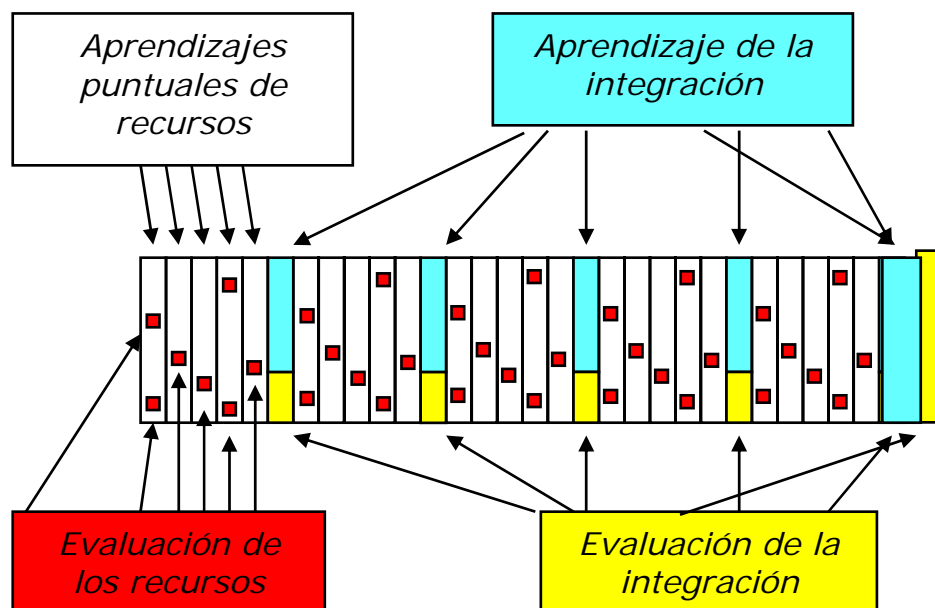 Aprendizajes
puntuales de
recursos
Aprendizaje de la
integración
Evaluación de
los recursos
Evaluación de la
integración